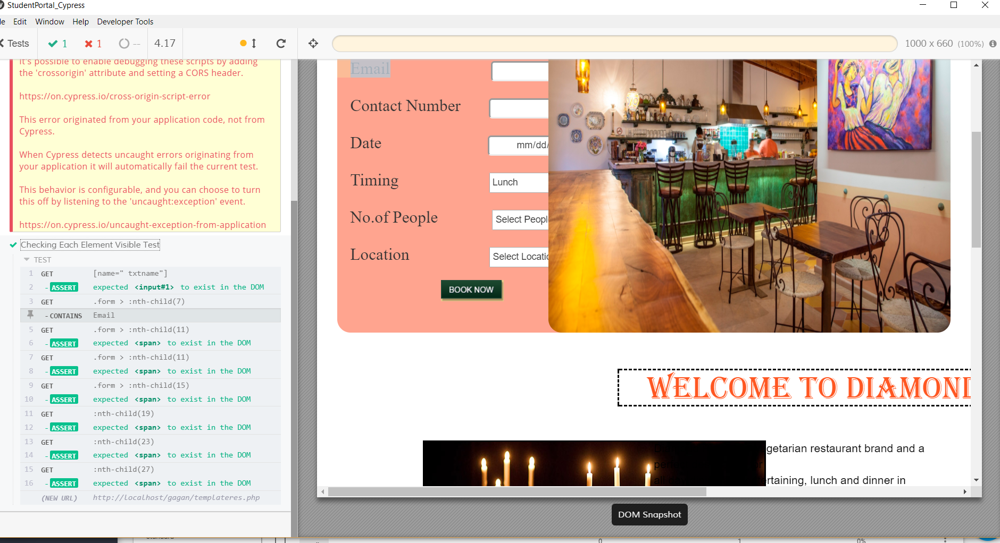 StudentPortal_Cypress
le Edit Window Help Developer Tools
Tests 1 1 -- 4.17 1000 x 660 (100%)
It's possible to enable debugging these scripts by adding
the 'crossorigin' attribute and setting a CORS header.
https://on.cypress.io/cross-origin-script-error
This error originated from your application code, not from
Cypress.
When Cypress detects uncaught errors originating from
your application it will automatically fail the current test.
This behavior is configurable, and you can choose to turn
this off by listening to the 'uncaught:exception' event.
https://on.cypress.io/uncaught-exception-from-application
Checking Each Element Visible Test
TEST
1 GET [name=" txtname"]
2 -ASSERT expected <input#1> to exist in the DOM
3 GET .form > :nth-child(7)
-CONTAINS Email
5 GET .form > :nth-child(11)
6 -ASSERT expected <span> to exist in the DOM
7 GET .form > :nth-child(11)
8 -ASSERT expected <span> to exist in the DOM
9 GET .form > :nth-child(15)
10 -ASSERT expected <span> to exist in the DOM
11 GET :nth-child(19)
12 -ASSERT expected <span> to exist in the DOM
13 GET :nth-child(23)
14 -ASSERT expected <span> to exist in the DOM
15 GET :nth-child(27)
16 -ASSERT expected <span> to exist in the DOM
(NEW URL) http://localhost/gagan/templateres.php
Email
Contact Number
Date mm/dd/
Timing Lunch
No.of People Select Peopl
Location Select Locatio
BOOK NOW
WELCOME TO DIAMOND
getarian restaurant brand and a
ertaining, lunch and dinner in
DOM Snapshot
0 1 0%